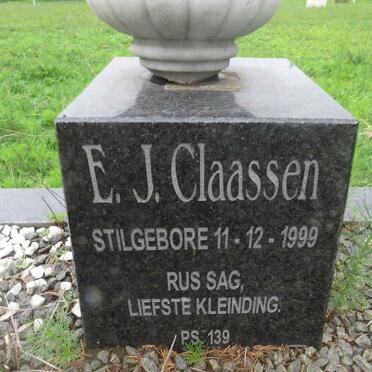 E. J. Claassen
STILGEBORE 11 - 12 - 1999
RUS SAG,
LIEFSTE KLEINDING.
PS. 139